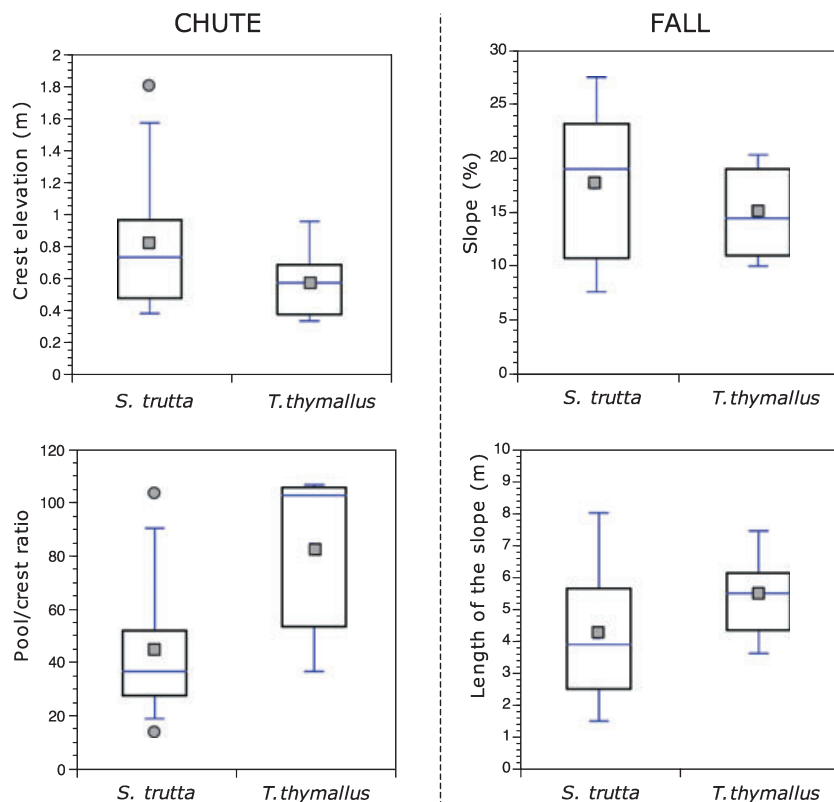 CHUTE
FALL
Crest elevation (m)
2
1.8
1.6
1.4
1.2
1
0.8
0.6
0.4
0.2
0
S. trutta
T.thymallus
Slope (%)
30
25
20
15
10
5
0
S. trutta
T.thymallus
Pool/crest ratio
120
100
80
60
40
20
0
S. trutta
T.thymallus
Length of the slope (m)
10
9
8
7
6
5
4
3
2
1
0
S. trutta
T.thymallus